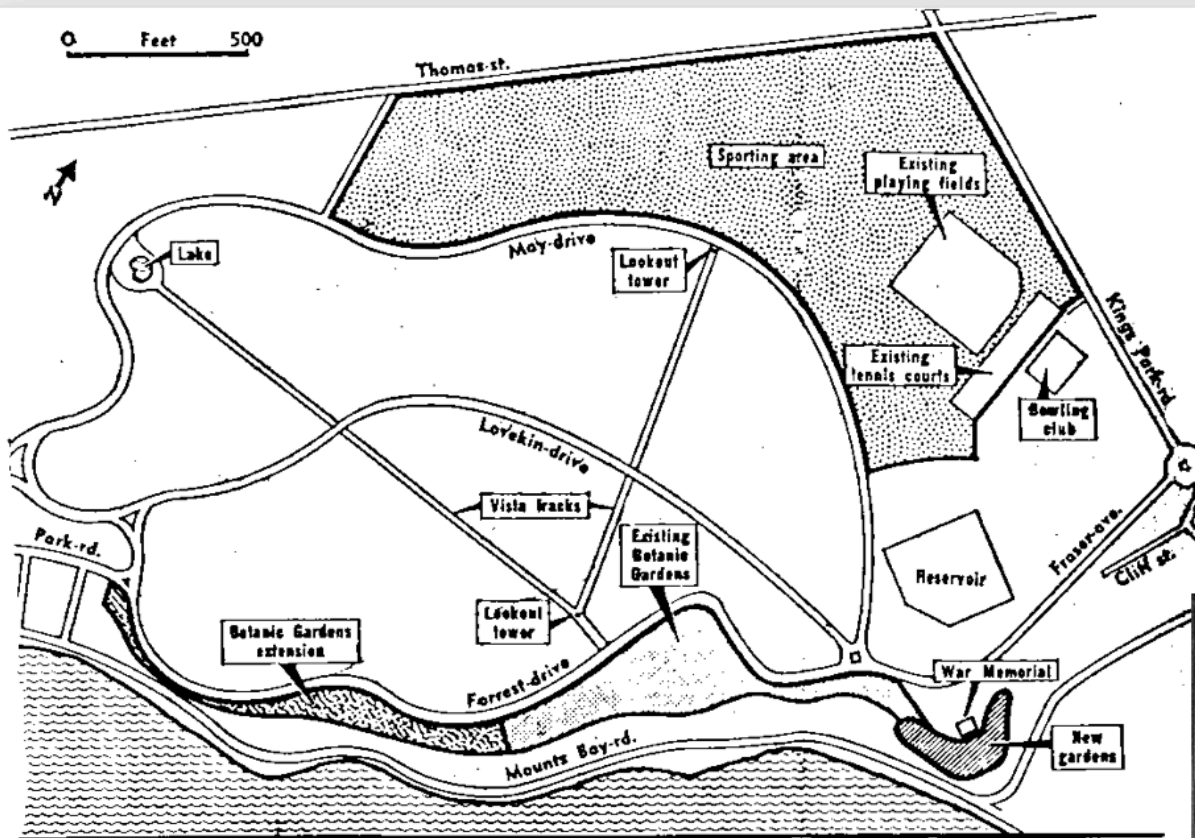 O Feet 500
Thomas-st.
Sporting area
Existing
playing fields
N
Lake
May-drive
Lookout
tower
Kings Park-rd.
Existing
tennis courts
Bowling
club
Lovekin-drive
Vista tracks
Existing
Botanic
Gardens
Park-rd.
Fraser-ave.
Cliff st.
Reservoir
Lookout
tower
Botanic Gardens
extension
Forrest-drive
War Memorial
Mounts Bay-rd.
New
gardens